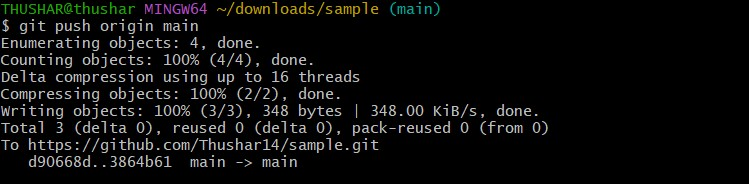 THUSHAR@thushar MINGW64 ~/downloads/sample (main)
$ git push origin main
Enumerating objects: 4, done.
Counting objects: 100% (4/4), done.
Delta compression using up to 16 threads
Compressing objects: 100% (2/2), done.
Writing objects: 100% (3/3), 348 bytes | 348.00 KiB/s, done.
Total 3 (delta 0), reused 0 (delta 0), pack-reused 0 (from 0)
To https://github.com/Thushar14/sample.git
   d90668d..3864b61  main -> main